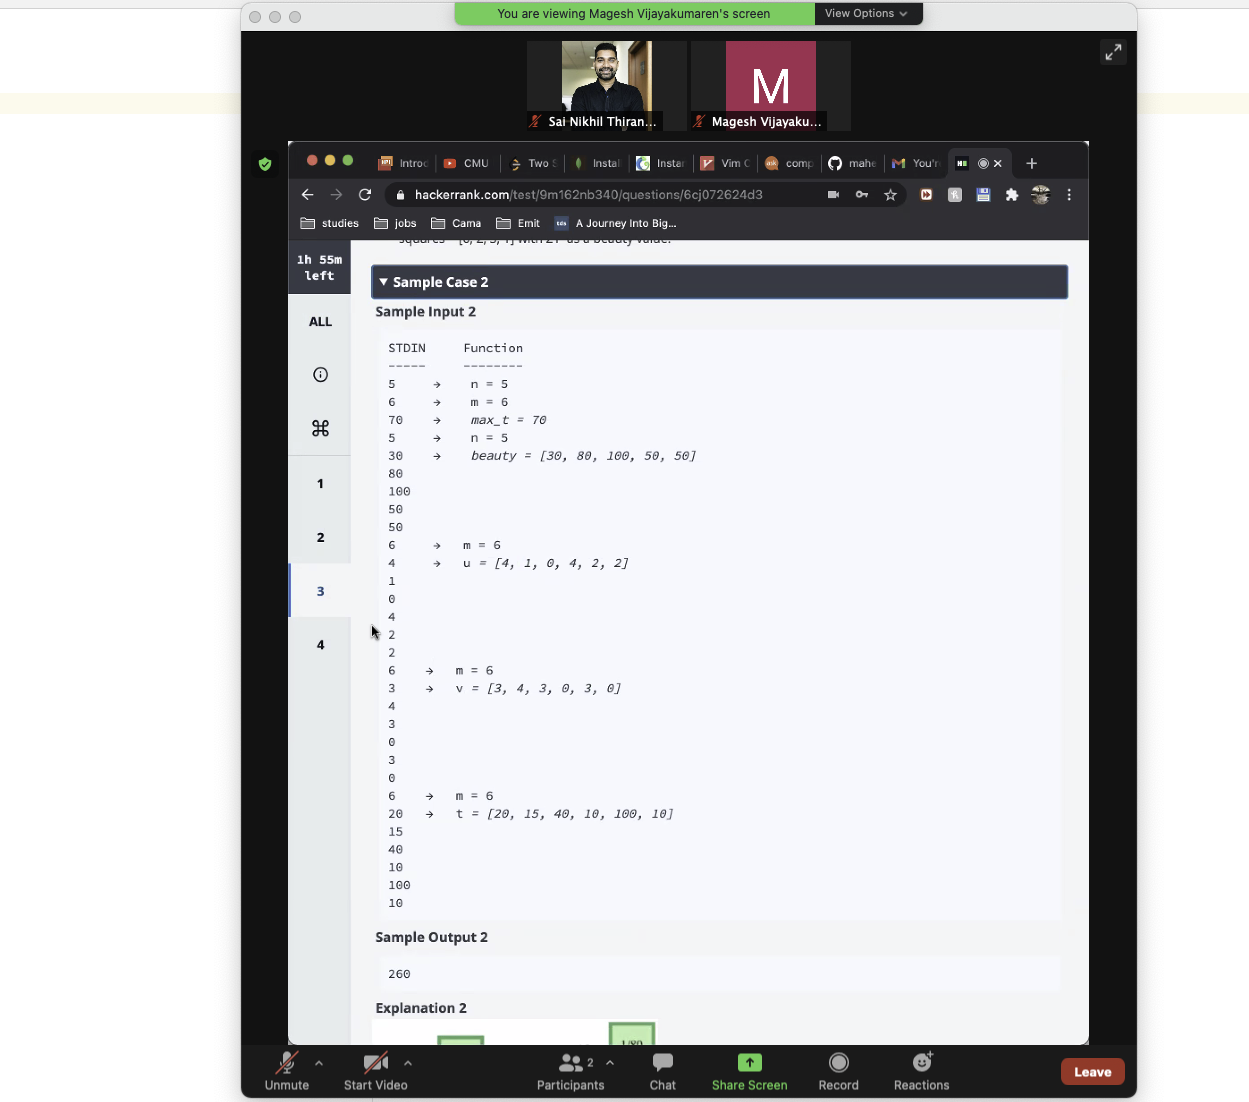 You are viewing Magesh Vijayakumaren's screen
View Options
Sai Nikhil Thiran...
M
Magesh Vijayaku...
Introd
CMU
Two S
Instal
Instar
Vim C
ask
comp
mahe
You'r
hackerrank.com/test/9m162nb340/questions/6cj072624d3
studies
jobs
Cama
Emit
tds
A Journey Into Big...
1h 55m
left
ALL
1
2
3
4
Sample Case 2
Sample Input 2
STDIN Function
----- --------
5 → n = 5
6 → m = 6
70 → max_t = 70
5 → n = 5
30 → beauty = [30, 80, 100, 50, 50]
80
100
50
50
6 → m = 6
4 → u = [4, 1, 0, 4, 2, 2]
1
0
4
2
2
6 → m = 6
3 → v = [3, 4, 3, 0, 3, 0]
4
3
0
3
0
6 → m = 6
20 → t = [20, 15, 40, 10, 100, 10]
15
40
10
100
10
Sample Output 2
260
Explanation 2
1/80
Unmute
Start Video
2
Participants
Chat
Share Screen
Record
Reactions
Leave